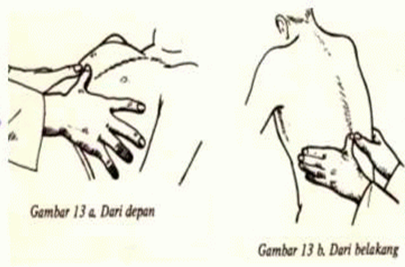 Gambar 13 a. Dari depan
Gambar 13 b. Dari belakang